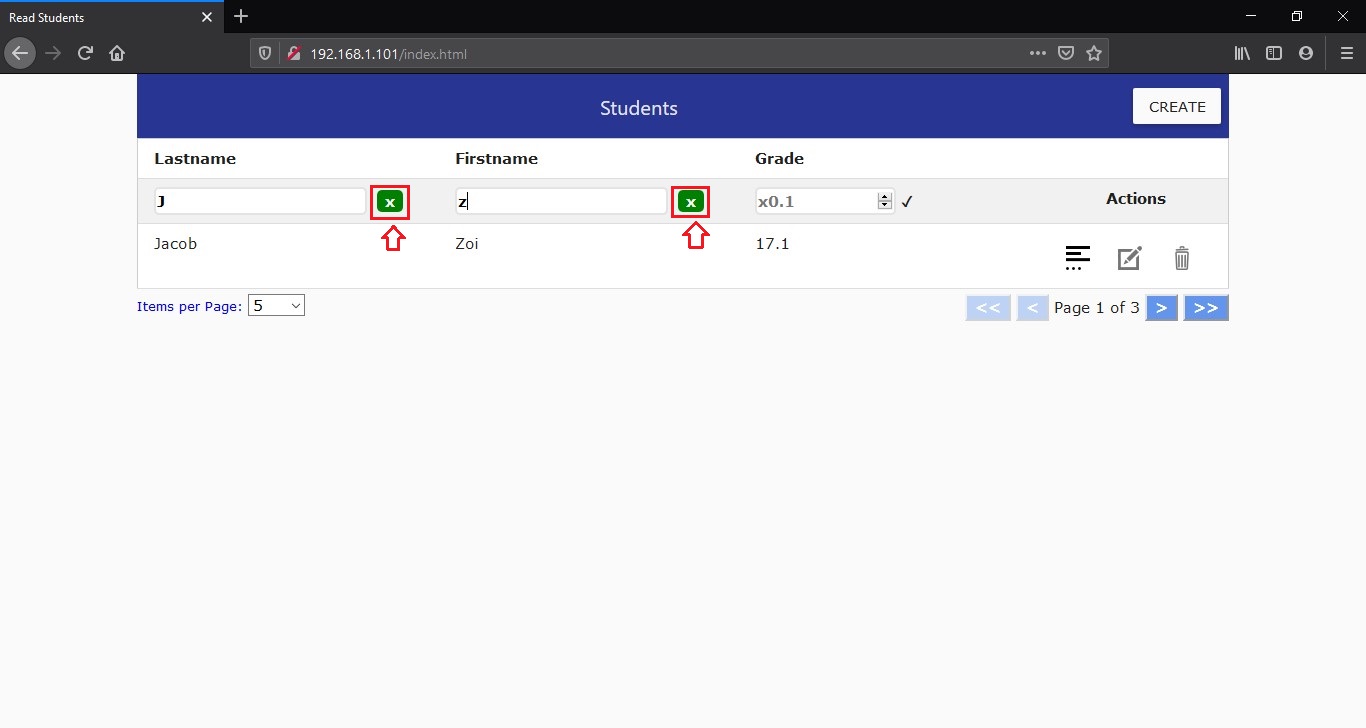 Read Students
192.168.1.101/index.html
Students
CREATE
Lastname Firstname Grade
J x z x x0.1 ✓ Actions
Jacob Zoi 17.1
Items per Page: 5 << < Page 1 of 3 > >>